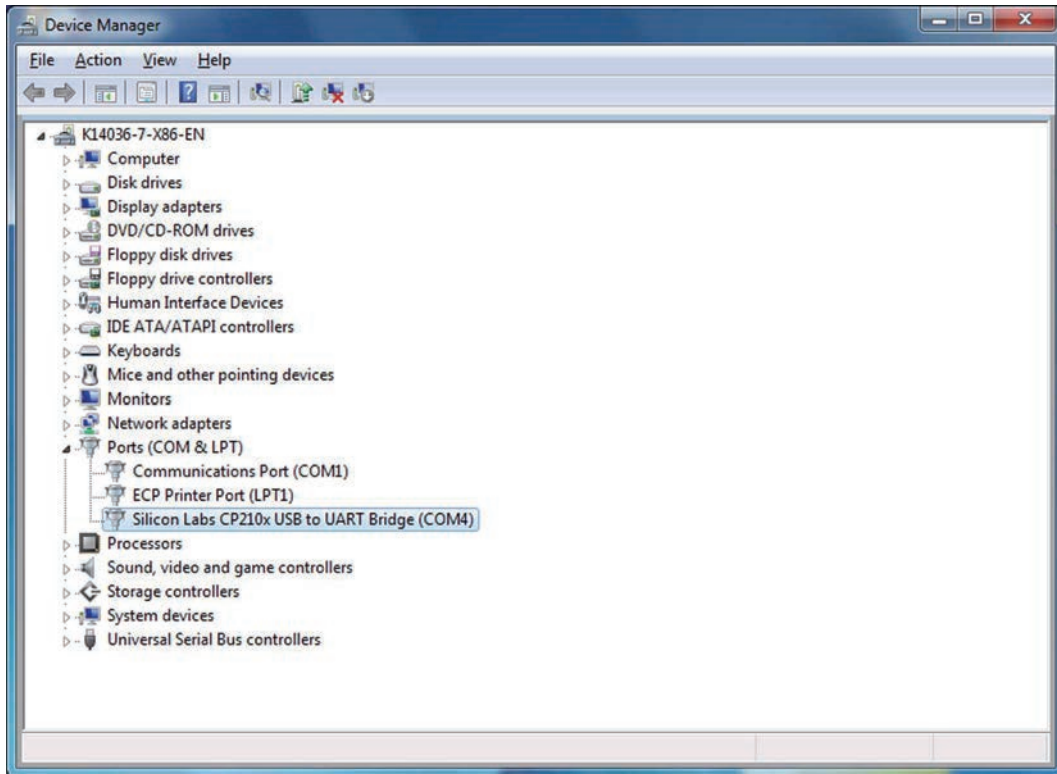 Device Manager
File Action View Help
K14036-7-X86-EN
Computer
Disk drives
Display adapters
DVD/CD-ROM drives
Floppy disk drives
Floppy drive controllers
Human Interface Devices
IDE ATA/ATAPI controllers
Keyboards
Mice and other pointing devices
Monitors
Network adapters
Ports (COM & LPT)
Communications Port (COM1)
ECP Printer Port (LPT1)
Silicon Labs CP210x USB to UART Bridge (COM4)
Processors
Sound, video and game controllers
Storage controllers
System devices
Universal Serial Bus controllers